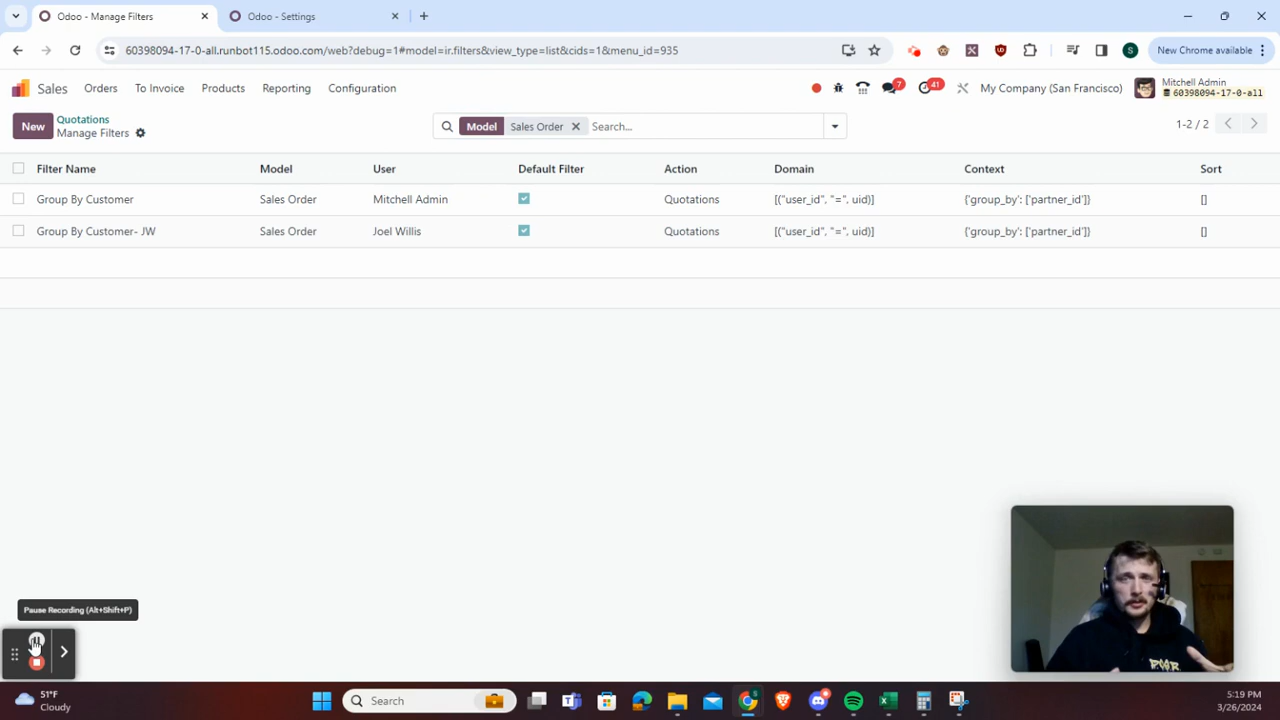 Odoo - Manage Filters
Odoo - Settings
60398094-17-0-all.runbot115.odoo.com/web?debug=1#model=ir.filters&view_type=list&cids=1&menu_id=935
New Chrome available
Sales Orders To Invoice Products Reporting Configuration
7
41
My Company (San Francisco)
Mitchell Admin
60398094-17-0-all
New
Quotations
Manage Filters
Model Sales Order Search...
1-2 / 2
Filter Name Model User Default Filter Action Domain Context Sort
Group By Customer Sales Order Mitchell Admin Quotations [("user_id", "=", uid)] {'group_by': ['partner_id']} []
Group By Customer- JW Sales Order Joel Willis Quotations [("user_id", "=", uid)] {'group_by': ['partner_id']} []
Pause Recording (Alt+Shift+P)
51°F
Cloudy
Search
5:19 PM
3/26/2024